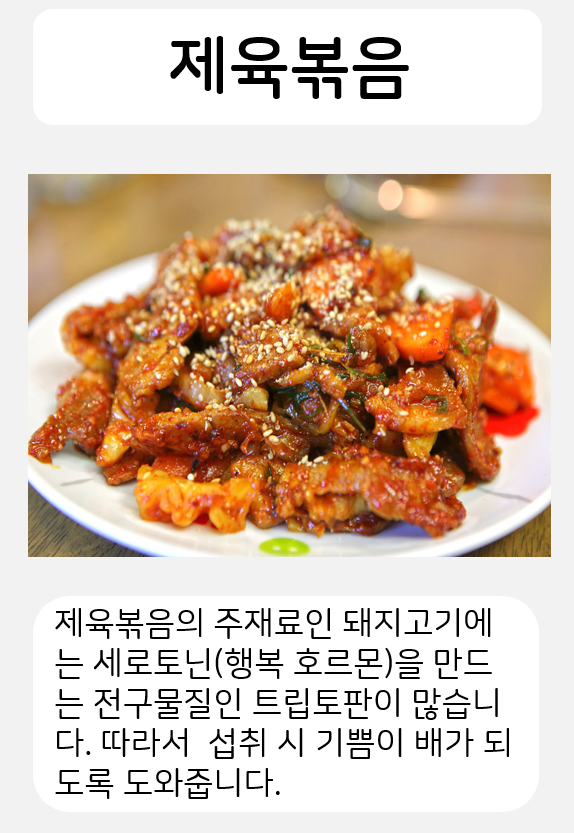 제육볶음
제육볶음의 주재료인 돼지고기에
는 세로토닌(행복 호르몬)을 만드
는 전구물질인 트립토판이 많습니
다. 따라서  섭취 시 기쁨이 배가 되
도록 도와줍니다.